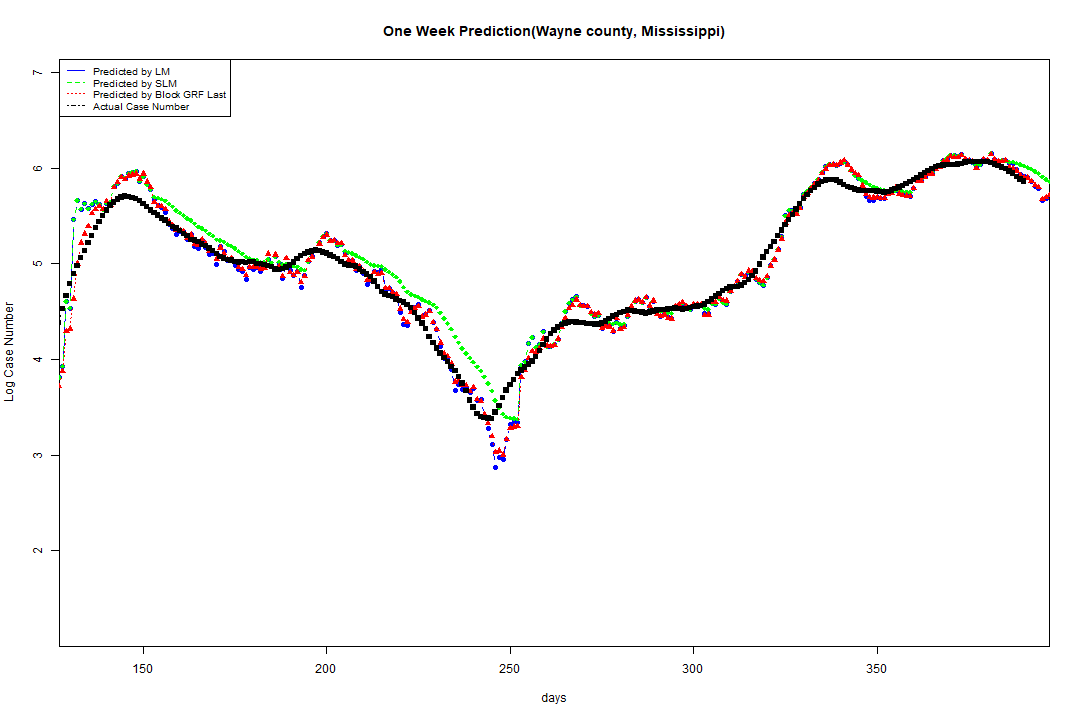 One Week Prediction(Wayne county, Mississippi)
Predicted by LM
Predicted by SLM
Predicted by Block GRF Last
Actual Case Number
Log Case Number
7
6
5
4
3
2
150 200 250 300 350
days